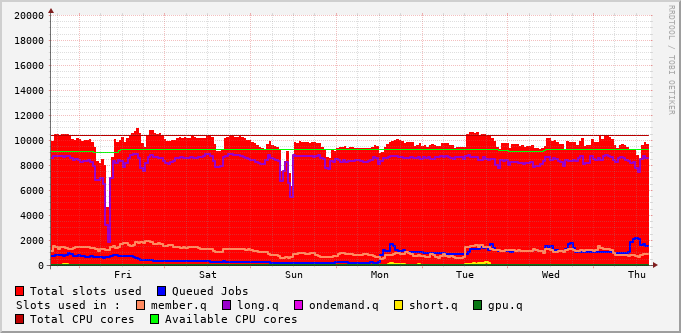 20000
18000
16000
14000
12000
10000
8000
6000
4000
2000
0
Fri Sat Sun Mon Tue Wed Thu
Total slots used Queued Jobs
Slots used in : member.q long.q ondemand.q short.q gpu.q
Total CPU cores Available CPU cores
RRDTOOL / TOBI OETIKER